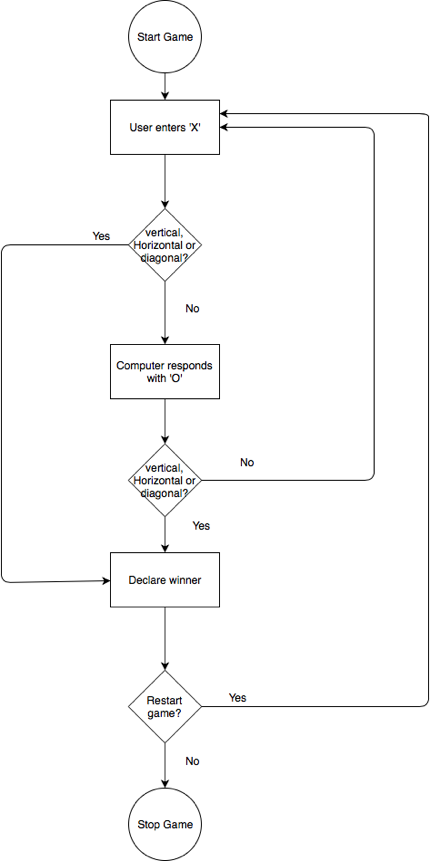 Start Game
User enters 'X'
Yes
vertical,
Horizontal or
diagonal?
No
Computer responds
with 'O'
vertical,
Horizontal or
diagonal?
No
Yes
Declare winner
Restart
game?
Yes
No
Stop Game